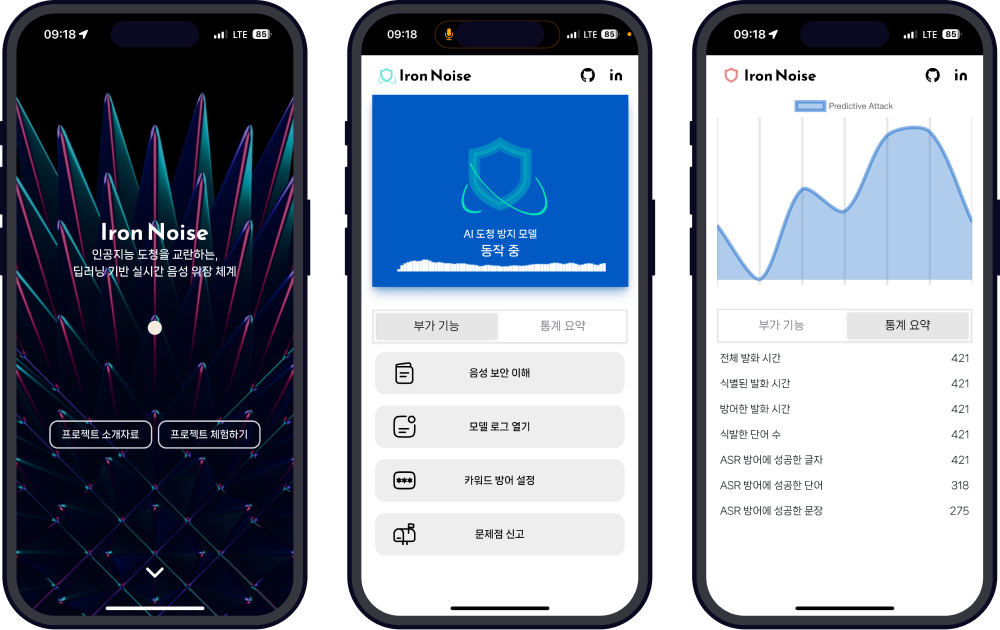 09:18
LTE 85
Iron Noise
인공지능 도청을 교란하는,
딥러닝 기반 실시간 음성 위장 체계
프로젝트 소개자료
프로젝트 체험하기
09:18
LTE 85
Iron Noise
in
AI 도청 방지 모델
동작 중
부가 기능
통계 요약
음성 보안 이해
모델 로그 열기
카워드 방어 설정
문제점 신고
09:18
LTE 85
Iron Noise
in
Predictive Attack
부가 기능
통계 요약
전체 발화 시간 421
식별된 발화 시간 421
방어한 발화 시간 421
식발한 단어 수 421
ASR 방어에 성공한 글자 421
ASR 방어에 성공한 단어 318
ASR 방어에 성공한 문장 275